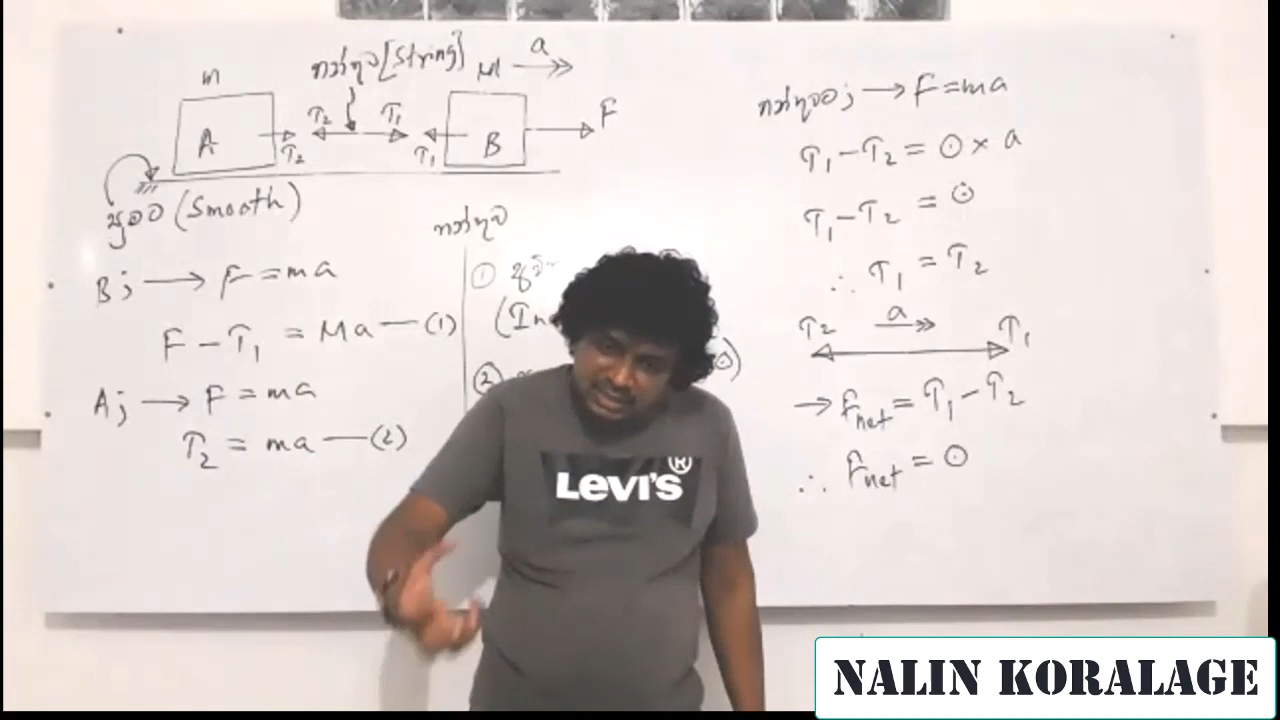 m
තන්තුව [String]
M
a
A
T₂
T₂
T₁
T₁
B
F
සුමට (Smooth)
B; → F = ma
F - T₁ = Ma — (1)
A; → F = ma
T₂ = ma — (2)
තන්තුව
①
②
තන්තුවට; → F = ma
T₁ - T₂ = 0 × a
T₁ - T₂ = 0
∴ T₁ = T₂
T₂ a T₁
→ Fnet = T₁ - T₂
∴ Fnet = 0
LEVI'S®
NALIN KORALAGE